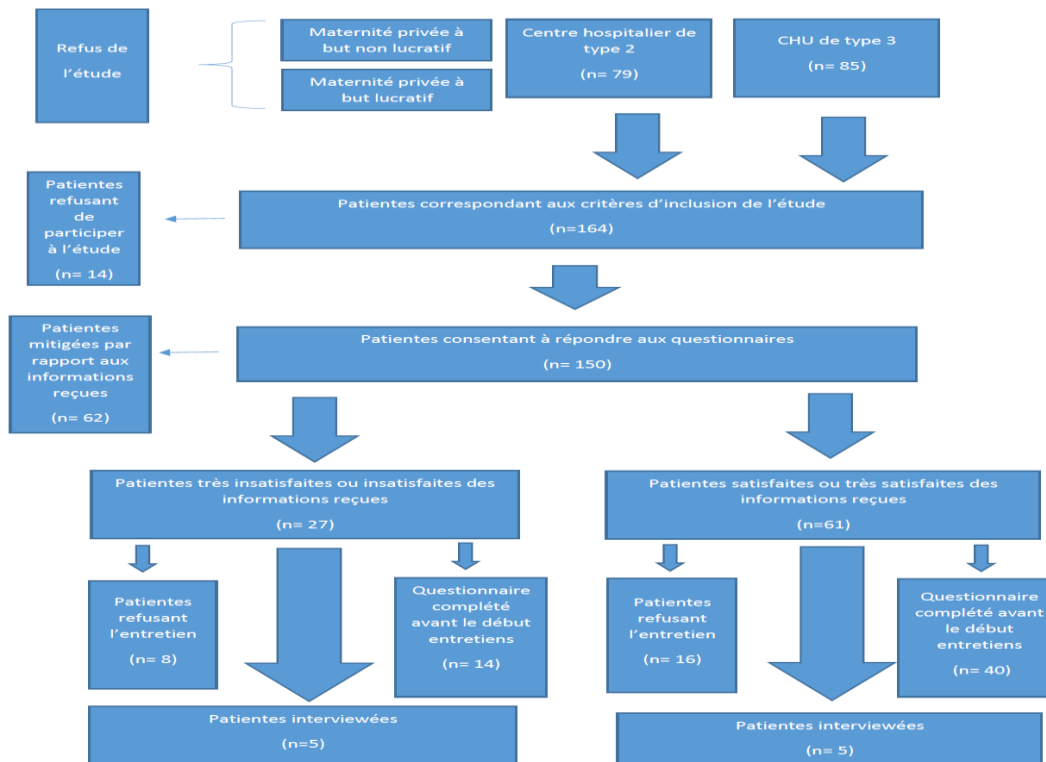 Refus de
l'étude
Maternité privée à
but non lucratif
Maternité privée à
but lucratif
Centre hospitalier de
type 2
(n= 79)
CHU de type 3
(n= 85)
Patientes
refusant
de
participer
à l'étude
(n= 14)
Patientes correspondant aux critères d'inclusion de l'étude
(n=164)
Patientes
mitigées par
rapport aux
informations
reçues
(n= 62)
Patientes consentant à répondre aux questionnaires
(n= 150)
Patientes très insatisfaites ou insatisfaites des
informations reçues
(n= 27)
Patientes satisfaites ou très satisfaites des
informations reçues
(n=61)
Patientes
refusant
l'entretien
(n= 8)
Questionnaire
complété
avant le début
entretiens
(n= 14)
Patientes
refusant
l'entretien
(n= 16)
Questionnaire
complété avant
le début
entretiens
(n= 40)
Patientes interviewées
(n=5)
Patientes interviewées
(n= 5)